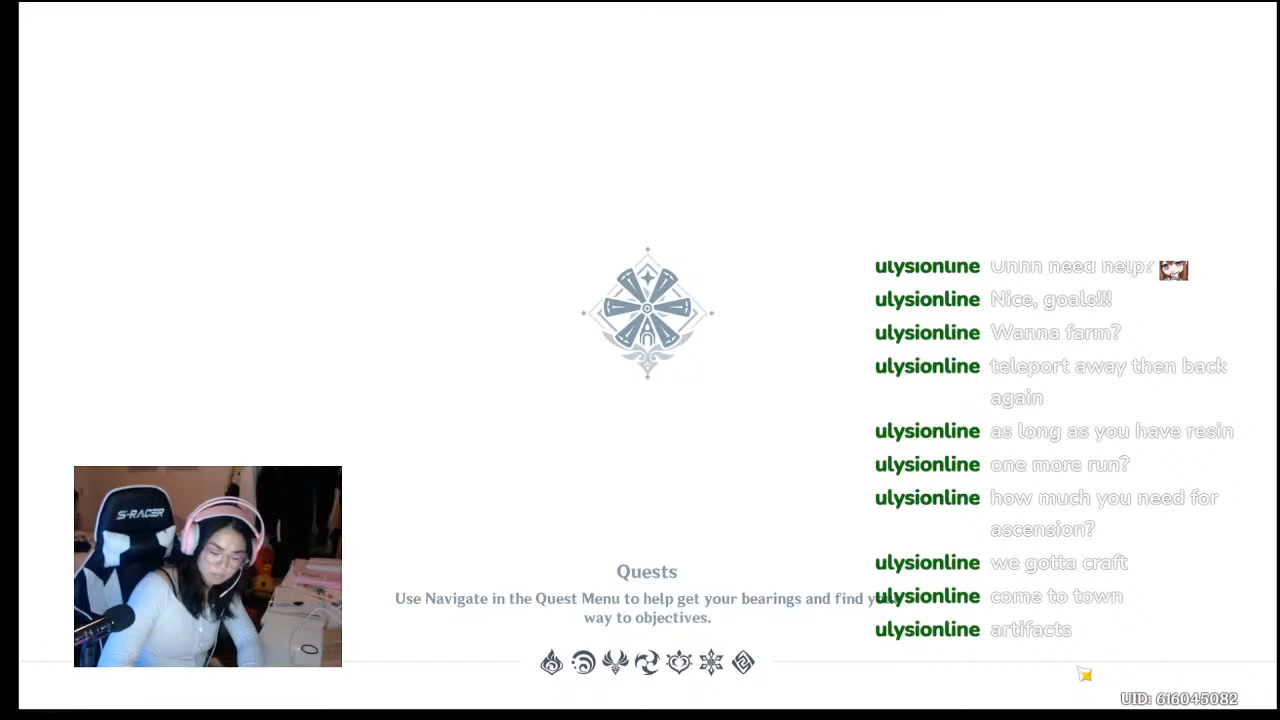 ulysionline Uhhh need help?
ulysionline Nice, goals!!!
ulysionline Wanna farm?
ulysionline teleport away then back
again
ulysionline as long as you have resin
ulysionline one more run?
ulysionline how much you need for
ascension?
ulysionline we gotta craft
ulysionline come to town
ulysionline artifacts
S-RACER
Quests
Use Navigate in the Quest Menu to help get your bearings and find your
way to objectives.
UID: 616045082